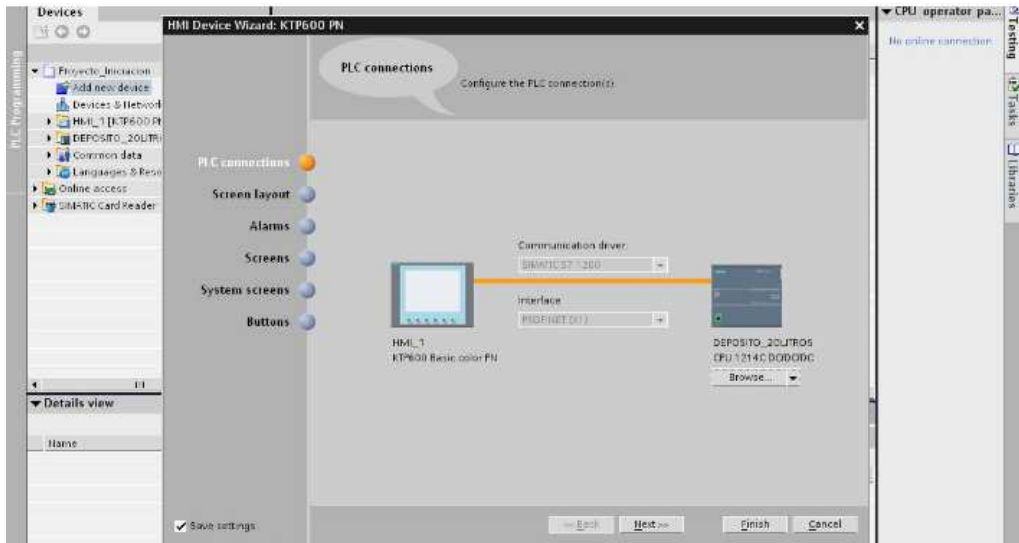 Devices
HMI Device Wizard: KTP600 PN
CPU operator pa...
No online connection
Testing
Tasks
Libraries
PLC Programming
Proyecto_Iniciacion
Add new device
Devices & Network
HMI_1 [KTP600 PN
DEPOSITO_20LITR
Common data
Languages & Reso
Online access
SIMATIC Card Reader
PLC connections
Configure the PLC connection(s)
PLC connections
Screen layout
Alarms
Screens
System screens
Buttons
Communication driver
SIMATIC S7 1200
Interface
PROFINET (X1)
HMI_1
KTP600 Basic color PN
DEPOSITO_20LITROS
CPU 1214C DC/DC/DC
Browse...
Details view
Name
Save settings
<< Back
Next >>
Finish
Cancel